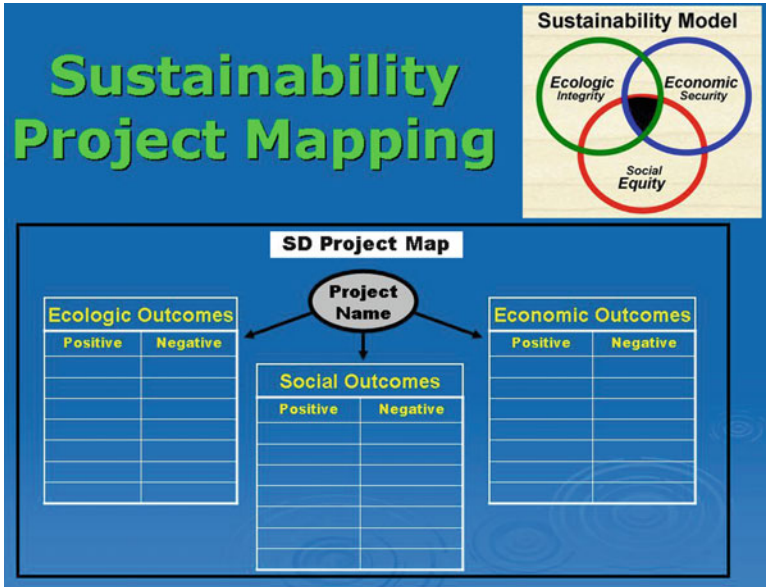 Sustainability
Project Mapping
Sustainability Model
Ecologic
Integrity
Economic
Security
Social
Equity
SD Project Map
Project
Name
Ecologic Outcomes
Positive Negative
Social Outcomes
Positive Negative
Economic Outcomes
Positive Negative